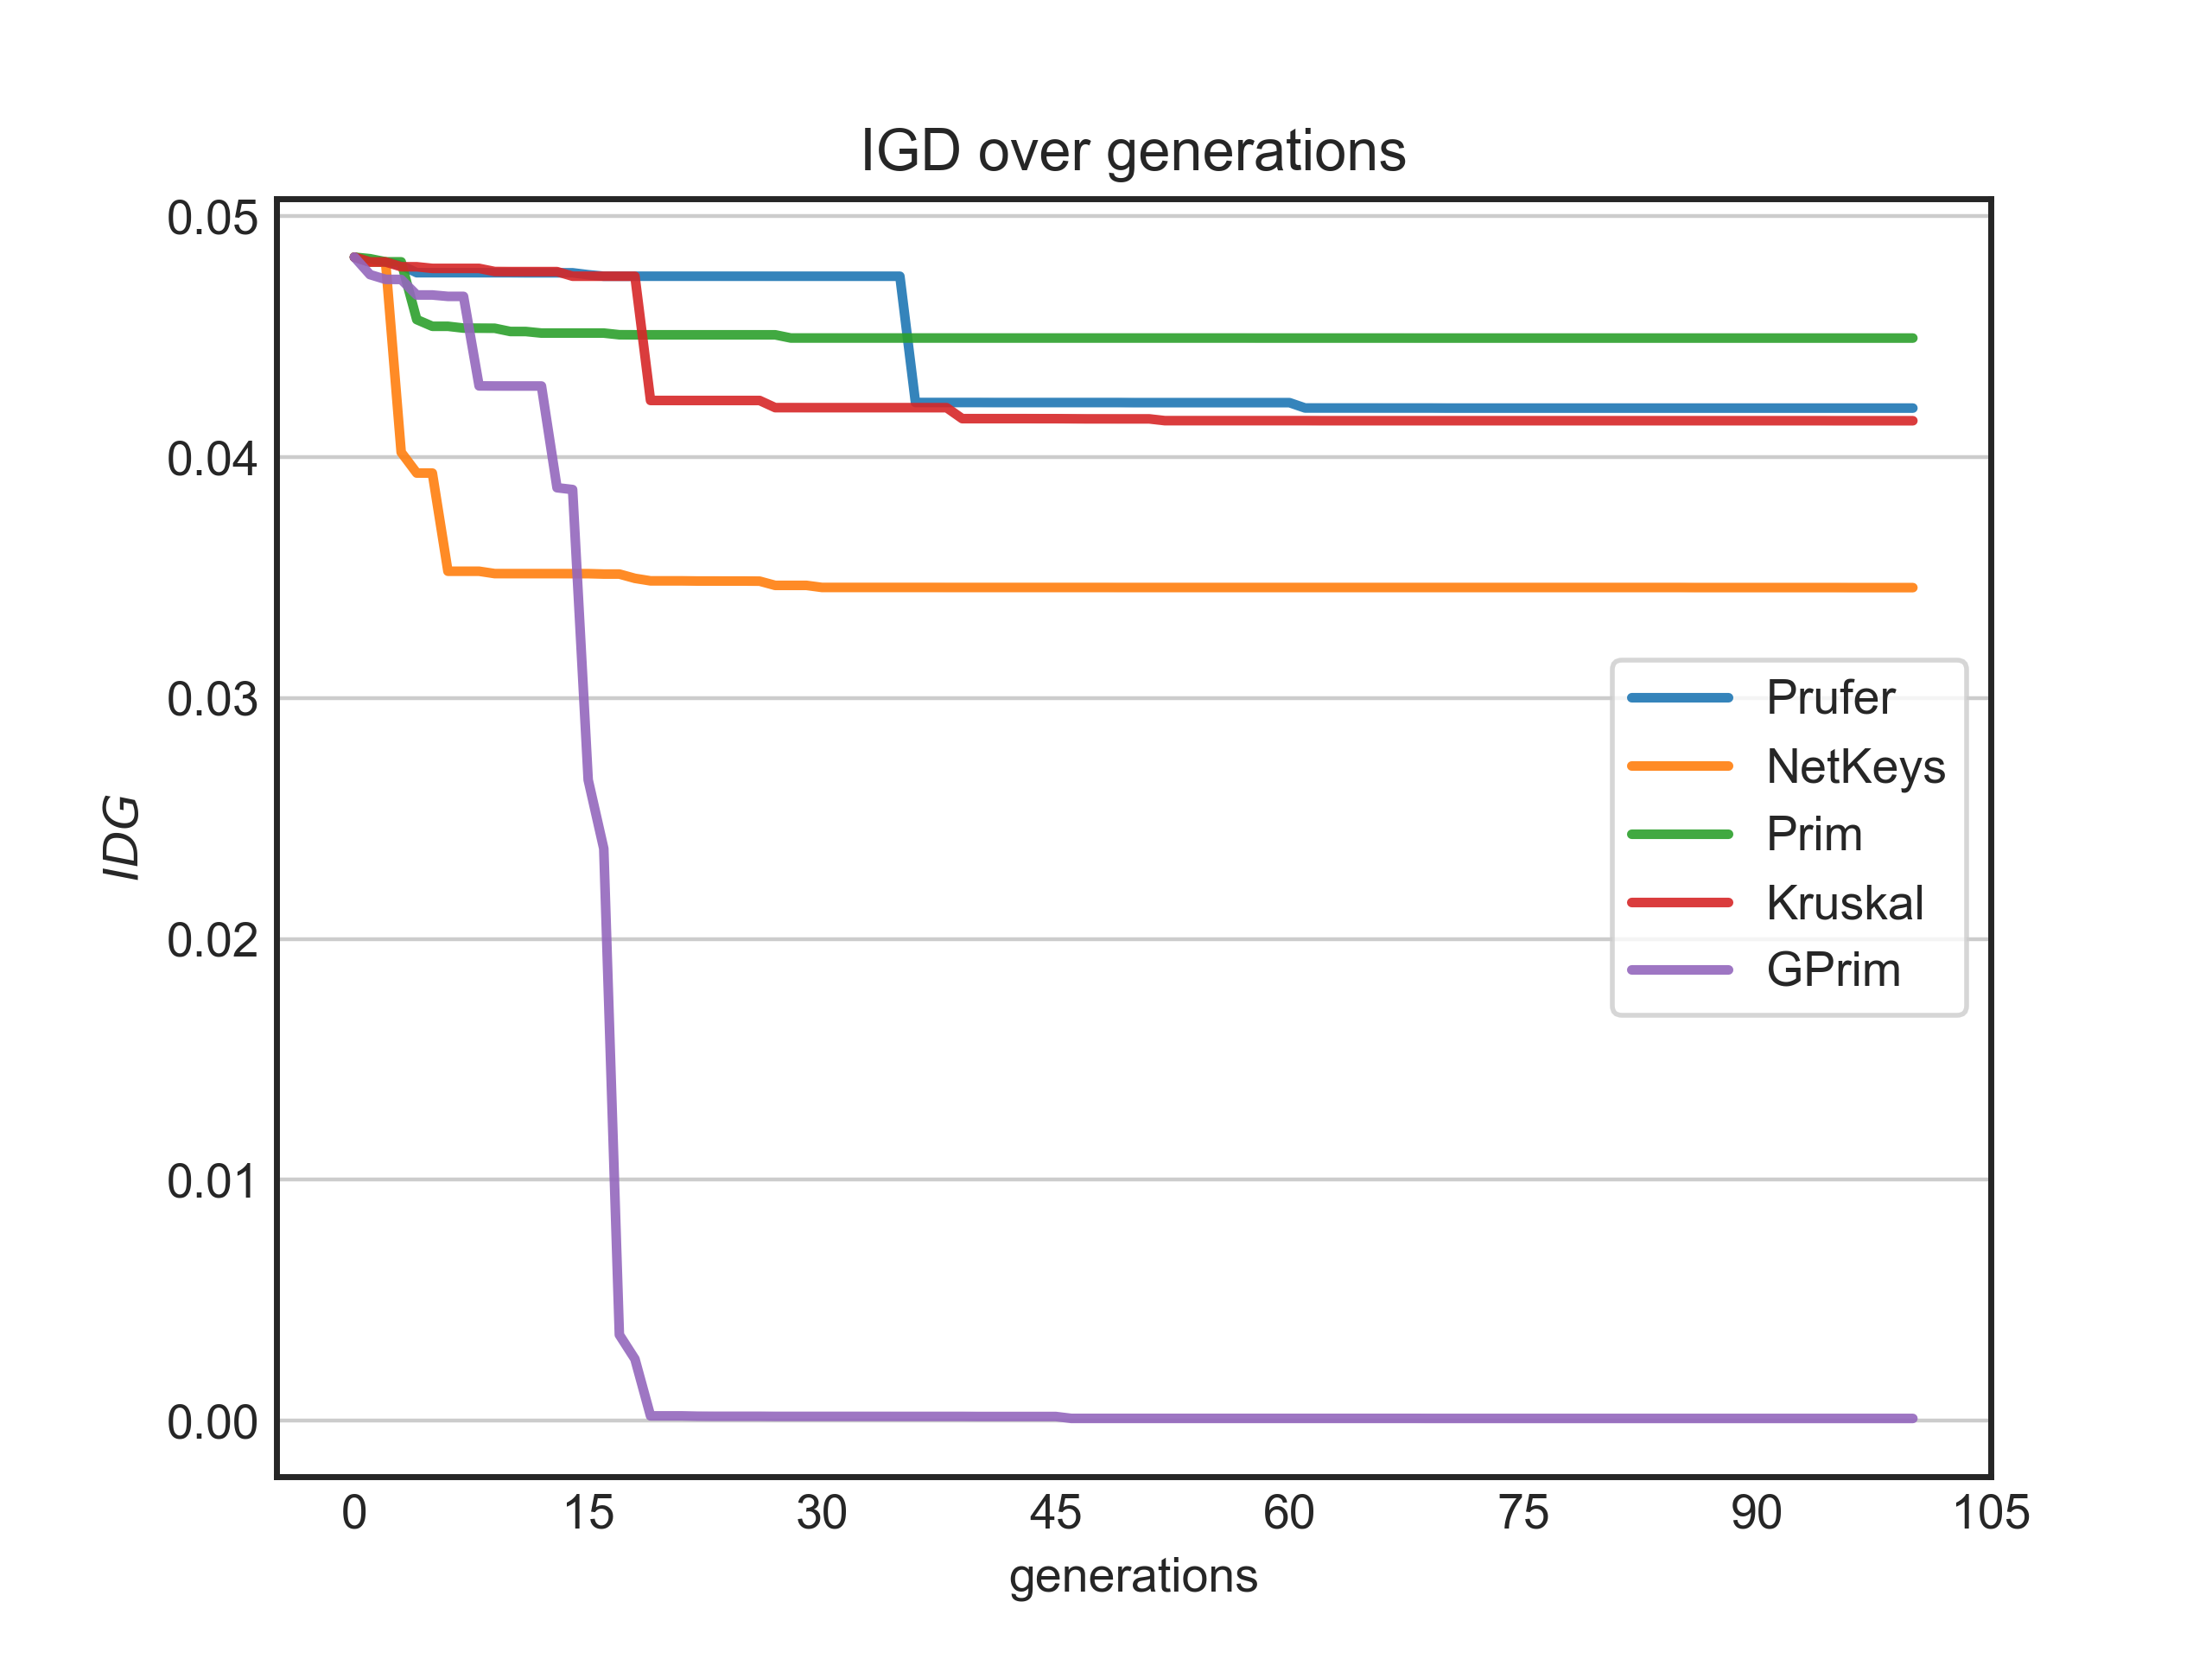 IGD over generations
0.05
0.04
0.03
0.02
0.01
0.00
IDG
Prufer
NetKeys
Prim
Kruskal
GPrim
0 15 30 45 60 75 90 105
generations